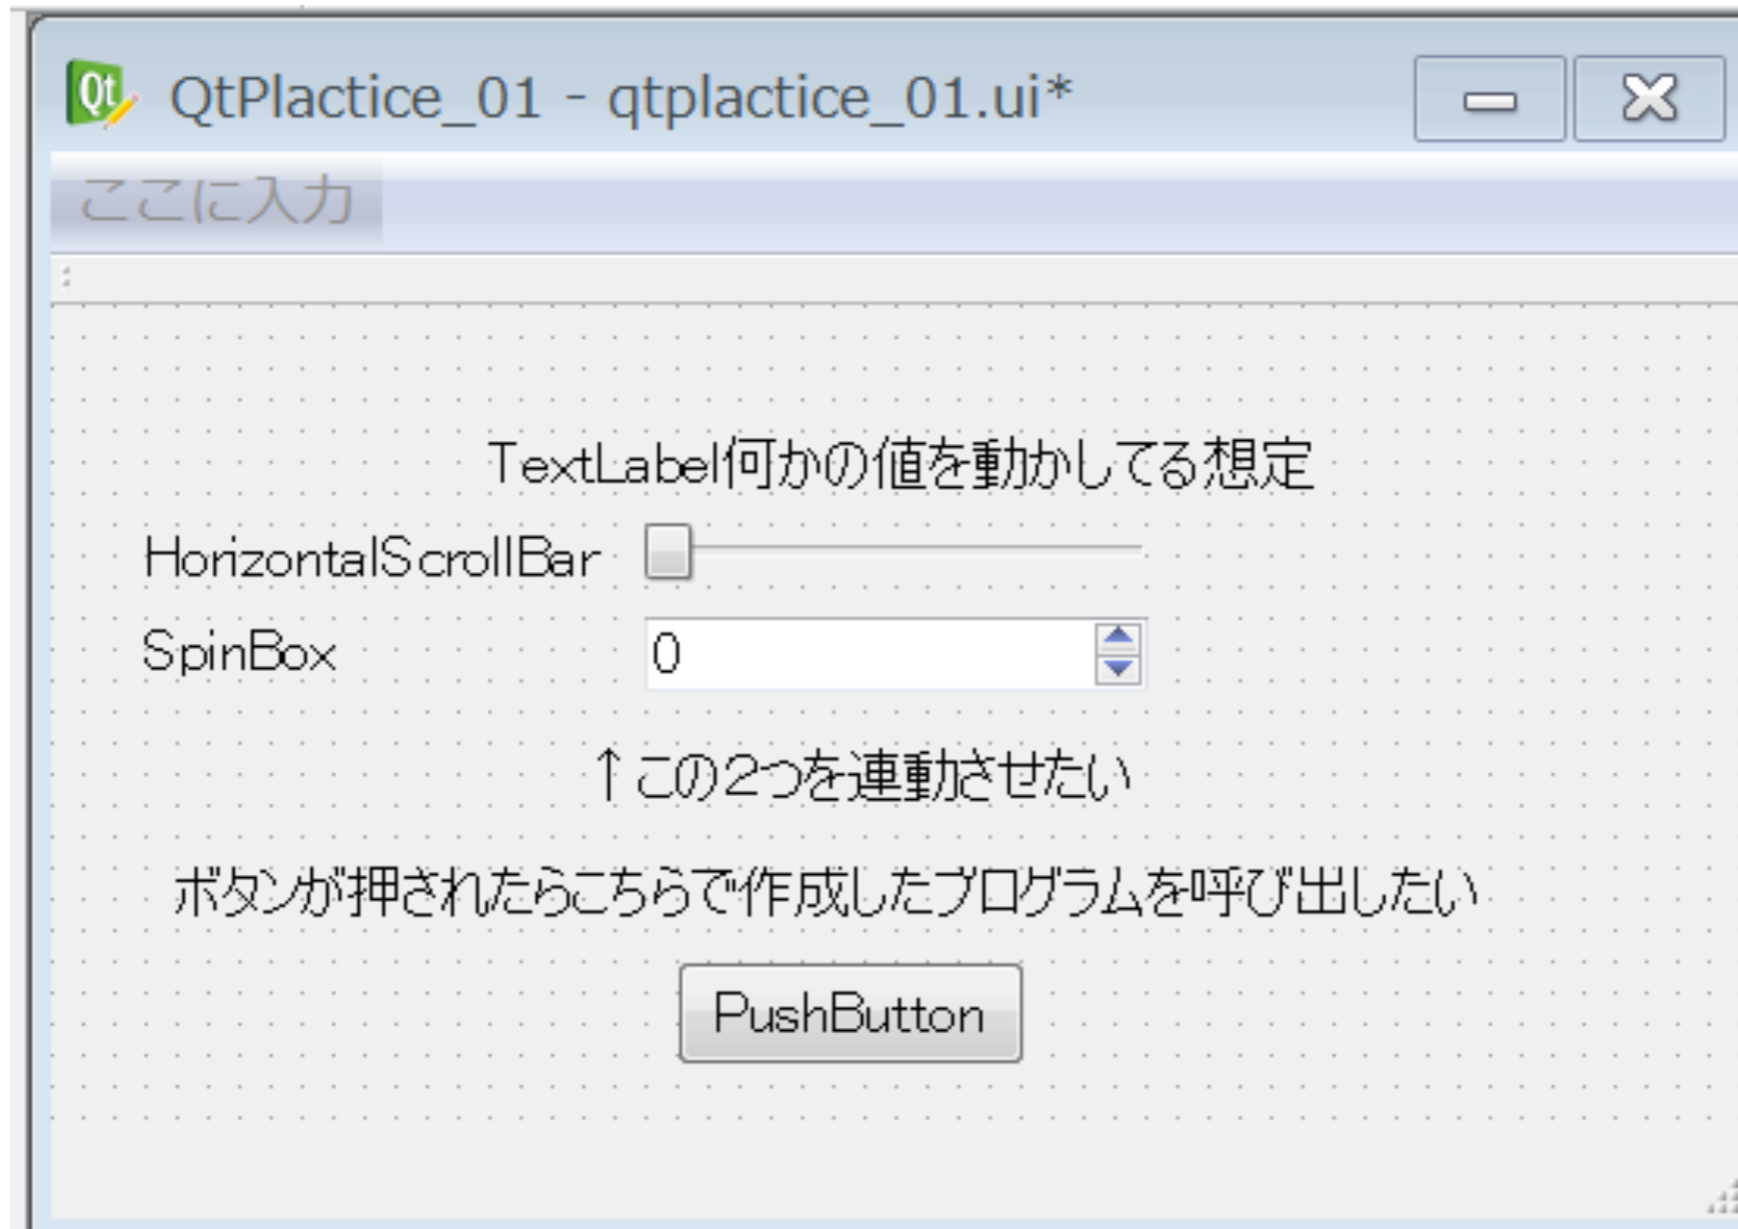 Qt QtPlactice_01 - qtplactice_01.ui*
ここに入力
TextLabel何かの値を動かしてる想定
HorizontalScrollBar
SpinBox 0
↑この2つを連動させたい
ボタンが押されたらこちらで作成したプログラムを呼び出したい
PushButton